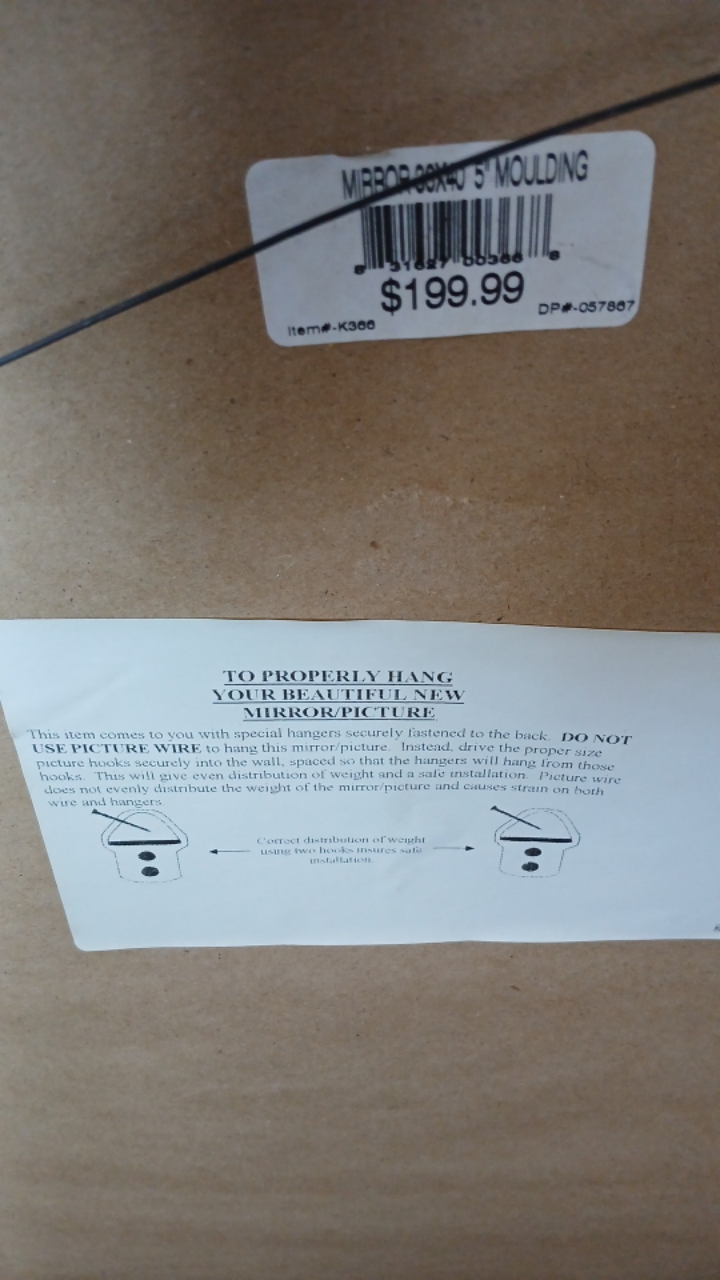 MIRROR 5" MOULDING
$199.99
Item#-K366 DP#-057867
TO PROPERLY HANG
YOUR BEAUTIFUL NEW
MIRROR/PICTURE
This item comes to you with special hangers securely fastened to the back. DO NOT
USE PICTURE WIRE to hang this mirror/picture. Instead, drive the proper size
picture hooks securely into the wall, spaced so that the hangers will hang from those
hooks. This will give even distribution of weight and a safe installation. Picture wire
does not evenly distribute the weight of the mirror/picture and causes strain on both
wire and hangers.
Correct distribution of weight
using two hooks insures safe
installation.